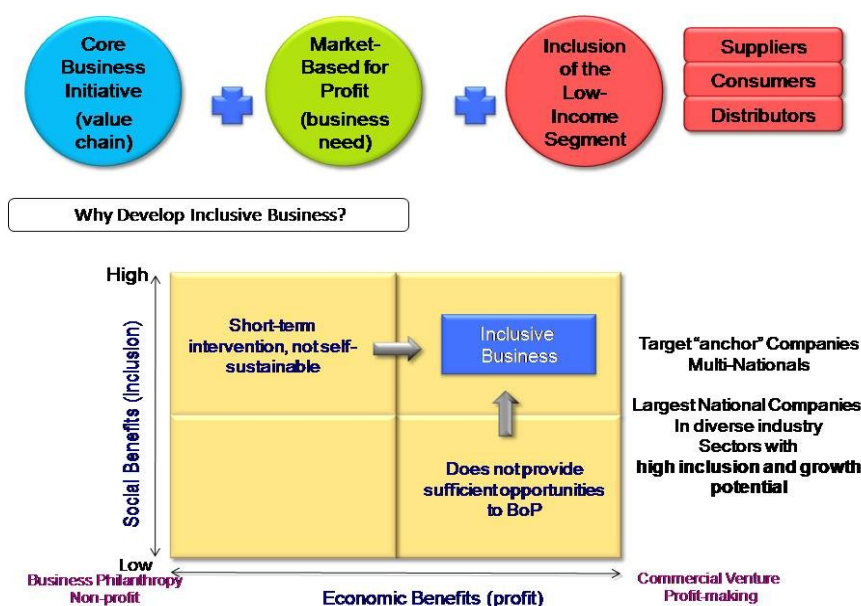 Core
Business
Initiative
(value
chain)
Market-
Based for
Profit
(business
need)
Inclusion
of the
Low-
Income
Segment
Suppliers
Consumers
Distributors
Why Develop Inclusive Business?
High
Social Benefits (Inclusion)
Low
Short-term
intervention, not self-
sustainable
Inclusive
Business
Does not provide
sufficient opportunities
to BoP
Target “anchor” Companies
Multi-Nationals
Largest National Companies
In diverse industry
Sectors with
high inclusion and growth
potential
Business Philanthropy
Non-profit
Economic Benefits (profit)
Commercial Venture
Profit-making